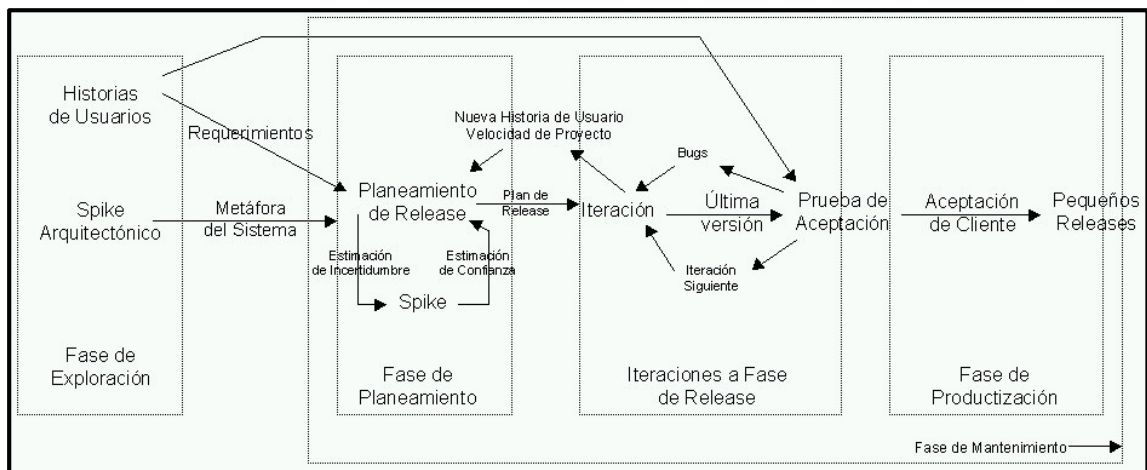 Historias
de Usuarios
Requerimientos
Spike
Arquitectónico
Metáfora
del Sistema
Fase de
Exploración
Nueva Historia de Usuario
Velocidad de Proyecto
Planeamiento
de Release
Plan de
Release
Estimación
de Incertidumbre
Estimación
de Confianza
Spike
Fase de
Planeamiento
Bugs
Iteración
Última
versión
Prueba de
Aceptación
Iteración
Siguiente
Iteraciones a Fase
de Release
Aceptación
de Cliente
Pequeños
Releases
Fase de
Productización
Fase de Mantenimiento